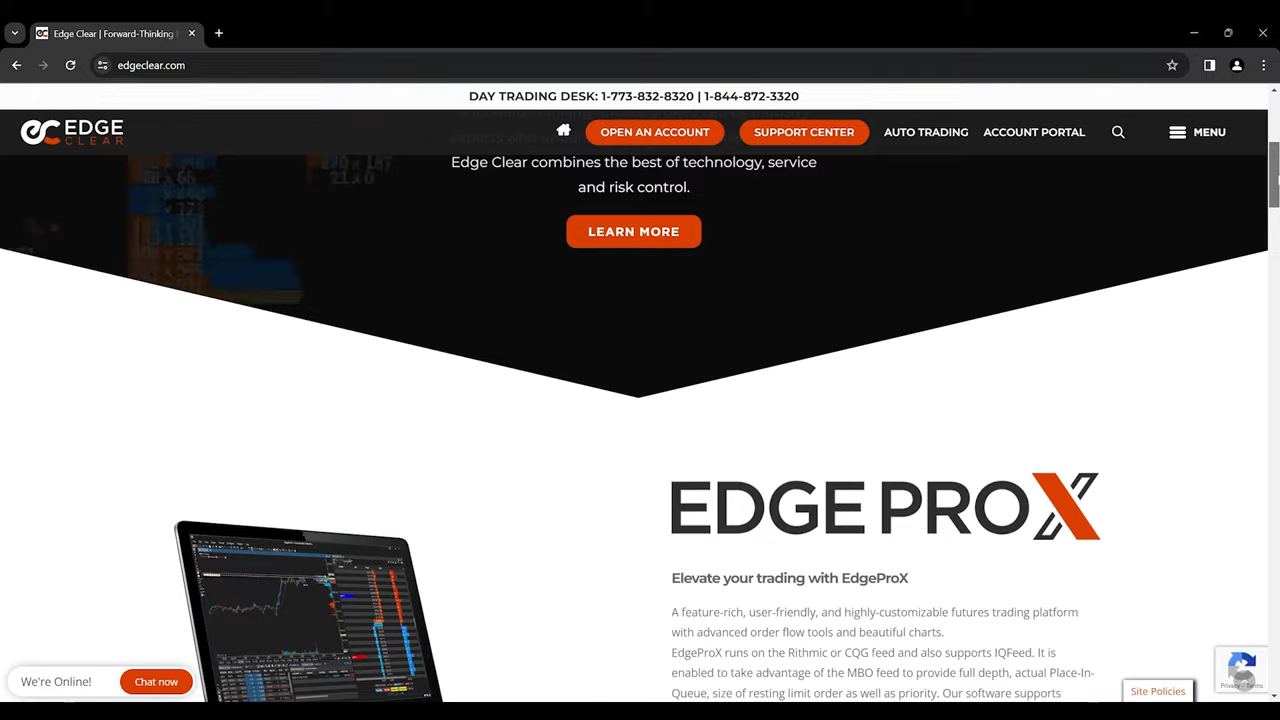 Edge Clear | Forward-Thinking
edgeclear.com
DAY TRADING DESK: 1-773-832-8320 | 1-844-872-3320
EDGE
CLEAR
OPEN AN ACCOUNT
SUPPORT CENTER
AUTO TRADING
ACCOUNT PORTAL
MENU
Edge Clear combines the best of technology, service
and risk control.
LEARN MORE
EDGE PRO X
Elevate your trading with EdgeProX
A feature-rich, user-friendly, and highly-customizable futures trading platform
with advanced order flow tools and beautiful charts.
EdgeProX runs on the Rithmic or CQG feed and also supports IQFeed. It is
enabled to take advantage of the MBO feed to provide full depth, actual Place-In-
Queue, size of resting limit order as well as priority. Our software supports
We're Online!
Chat now
Privacy - Terms
Site Policies